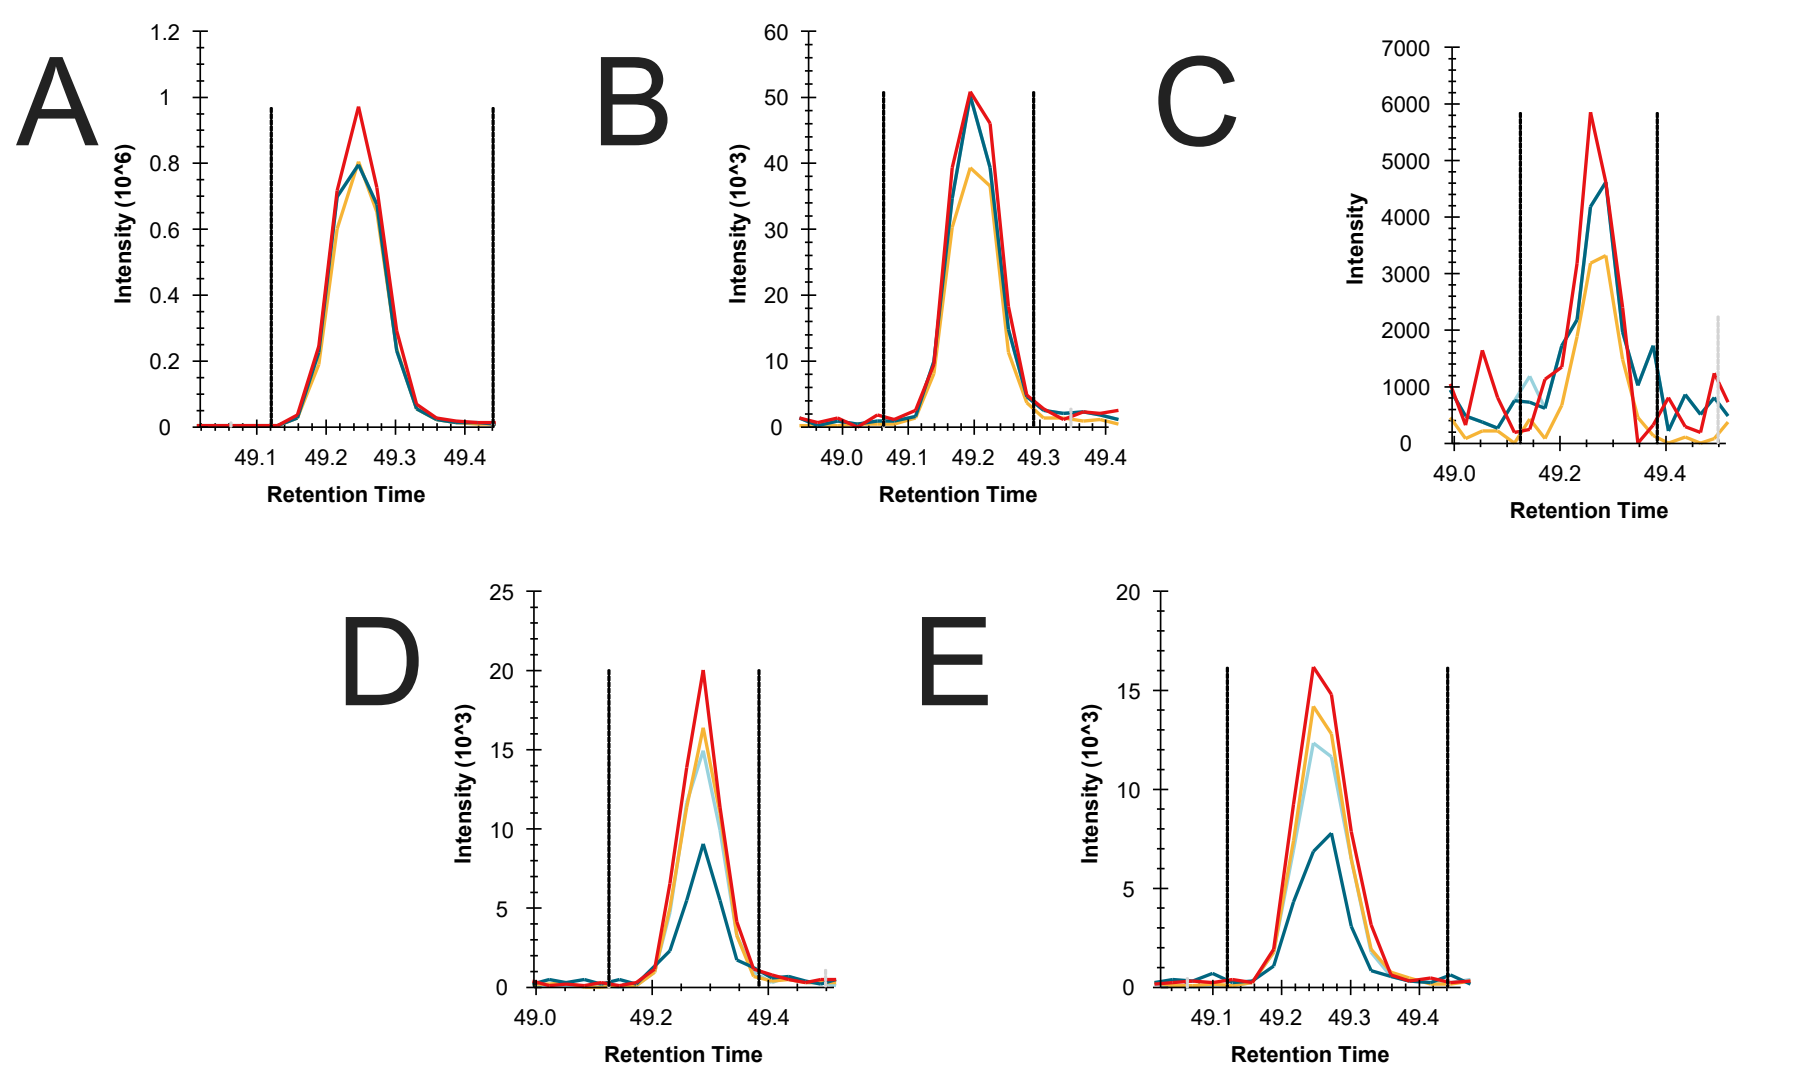 A
Intensity (10^6)
1.2
1
0.8
0.6
0.4
0.2
0
49.1 49.2 49.3 49.4
Retention Time
B
Intensity (10^3)
60
50
40
30
20
10
0
49.0 49.1 49.2 49.3 49.4
Retention Time
C
Intensity
7000
6000
5000
4000
3000
2000
1000
0
49.0 49.2 49.4
Retention Time
D
Intensity (10^3)
25
20
15
10
5
0
49.0 49.2 49.4
Retention Time
E
Intensity (10^3)
20
15
10
5
0
49.1 49.2 49.3 49.4
Retention Time